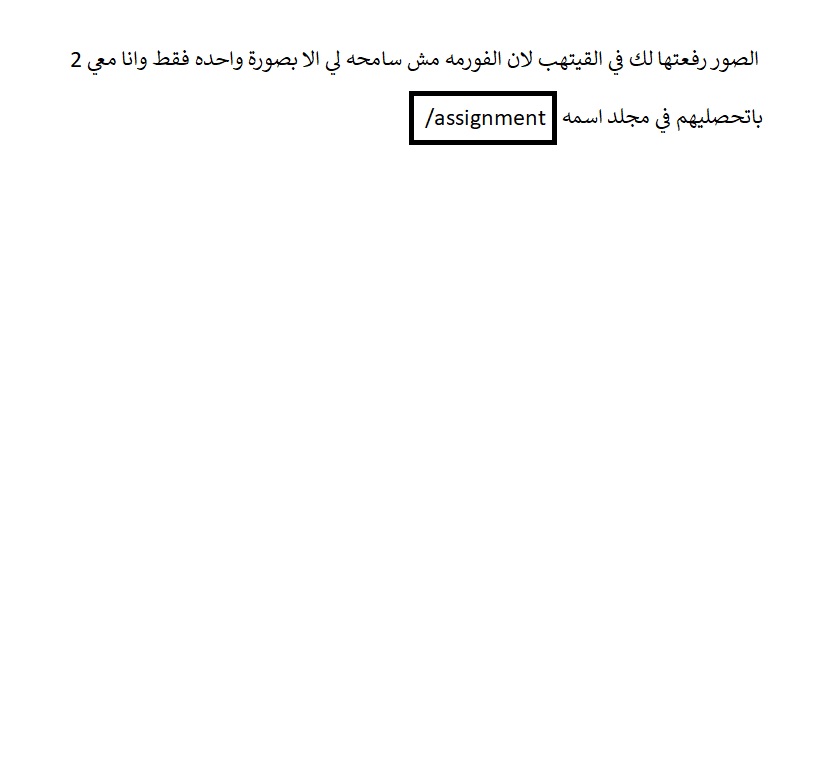 الصور رفعتها لك في القيتهب لان الفورمه مش سامحه لي الا بصورة واحده فقط وانا معي 2
باتحصليهم في مجلد اسمه /assignment